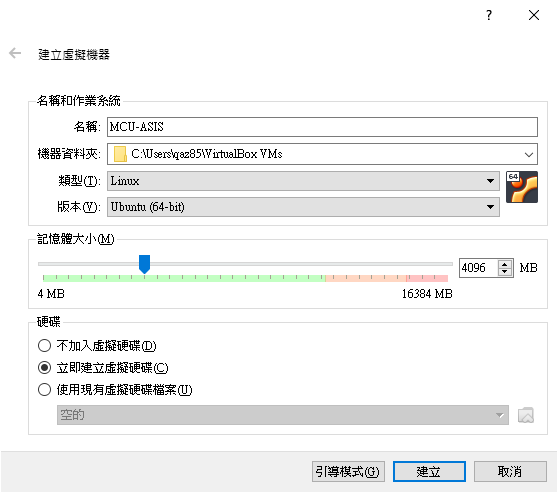 ?
建立虛擬機器
名稱和作業系統
名稱: MCU-ASIS
機器資料夾: C:\Users\qaz85\VirtualBox VMs
類型(T): Linux
64
版本(V): Ubuntu (64-bit)
記憶體大小(M)
4096 MB
4 MB 16384 MB
硬碟
不加入虛擬硬碟(D)
立即建立虛擬硬碟(C)
使用現有虛擬硬碟檔案(U)
空的
引導模式(G) 建立 取消